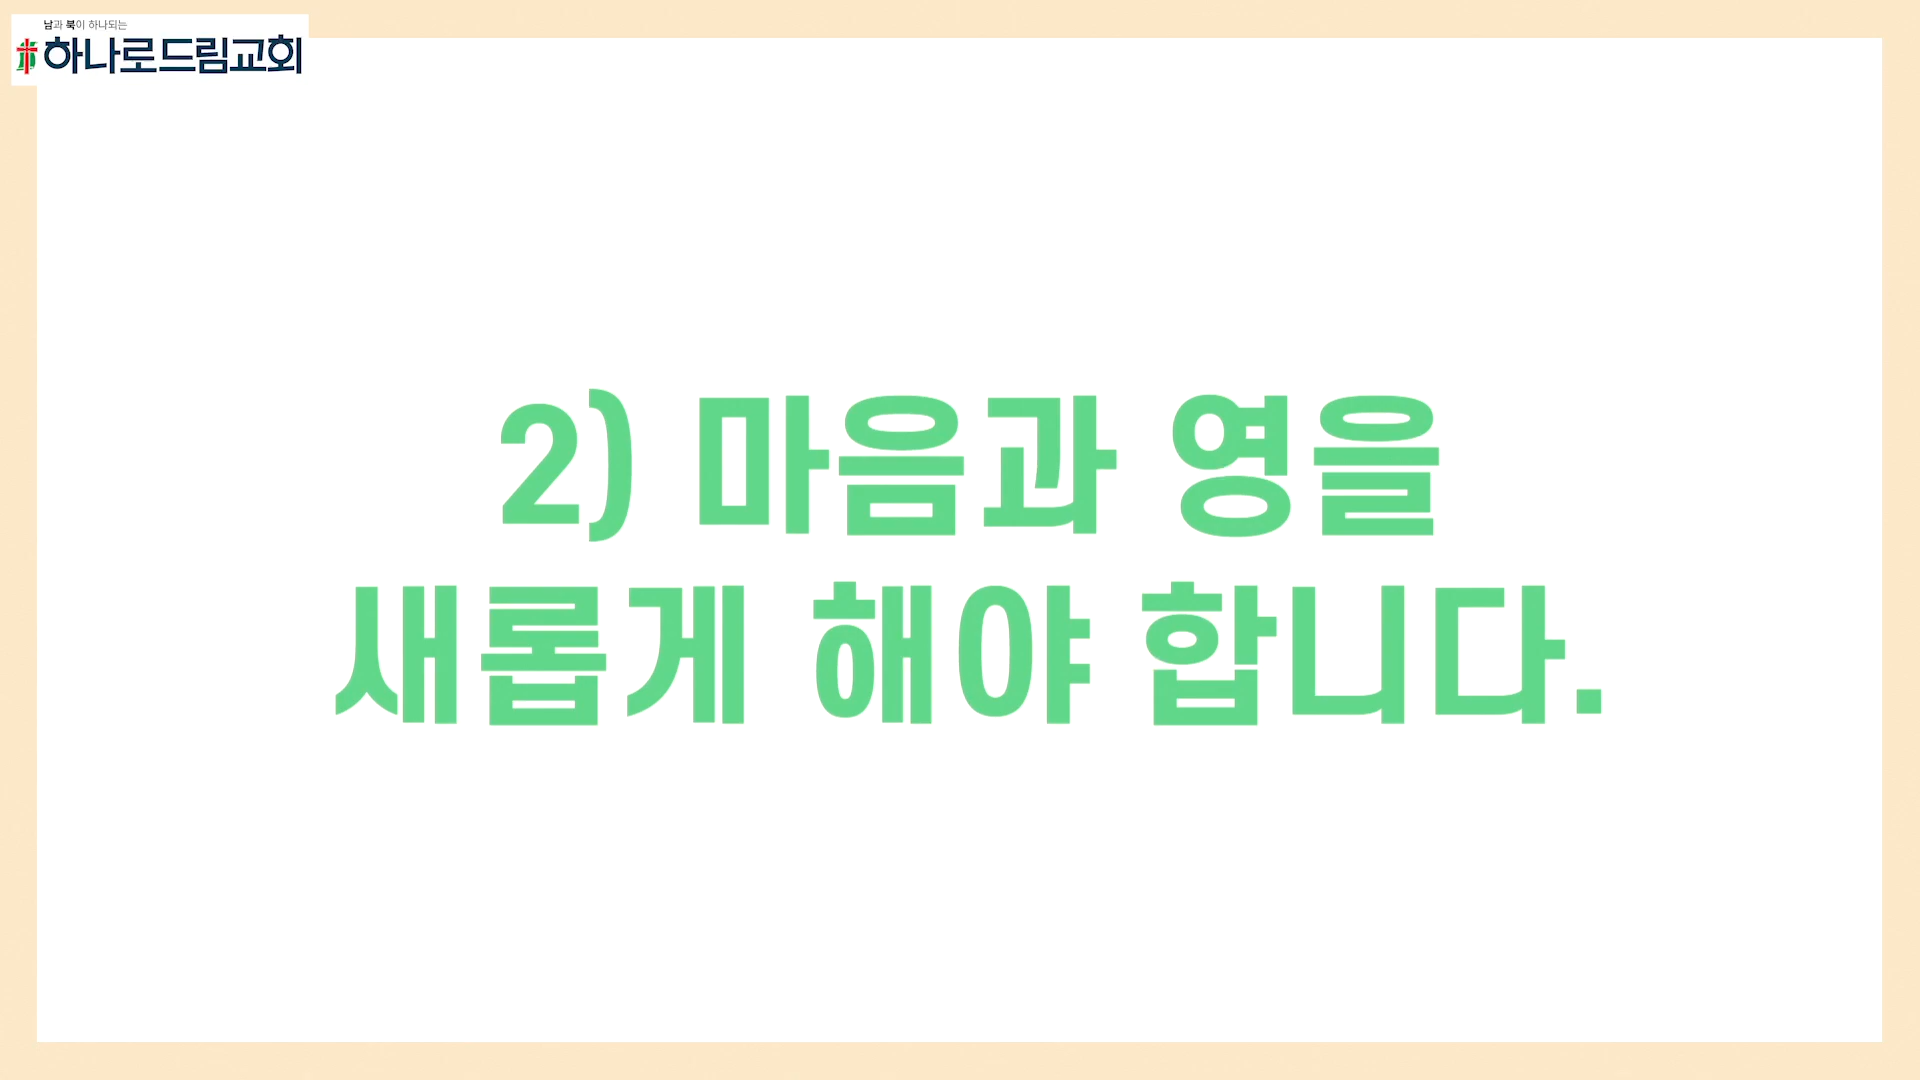 남과 북이 하나되는
하나로드림교회
2) 마음과 영을
새롭게 해야 합니다.